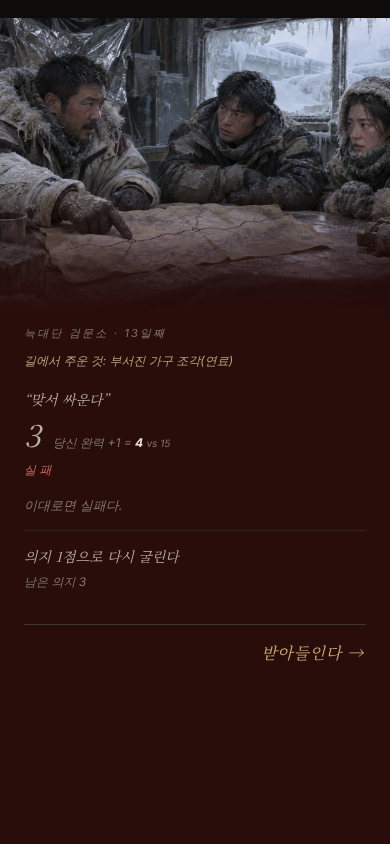 늑대단 검문소 · 13일째
길에서 주운 것: 부서진 가구 조각(연료)
“맞서 싸운다”
3 당신 완력 +1 = 4 vs 15
실패
이대로면 실패다.
의지 1점으로 다시 굴린다
남은 의지 3
받아들인다 →